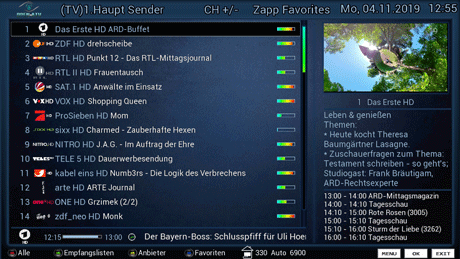 (TV)1 Haupt Sender CH +/- Zapp Favorites Mo, 04.11.2019 12:55
1 Das Erste HD ARD-Buffet
2 ZDF HD drehscheibe
3 RTL HD Punkt 12 - Das RTL-Mittagsjournal
4 RTL II HD Frauentausch
5 SAT.1 HD Anwälte im Einsatz
6 VOX HD Shopping Queen
7 ProSieben HD Mom
8 sixx HD Charmed - Zauberhafte Hexen
9 NITRO HD J.A.G. - Im Auftrag der Ehre
10 TELE 5 HD Dauerwerbesendung
11 kabel eins HD Numb3rs - Die Logik des Verbrechens
12 arte HD ARTE Journal
13 ONE HD Grzimek (2/2)
14 zdf_neo HD Monk
1 Das Erste HD
Leben & genießen
Themen:
* Heute kocht Theresa
Baumgärtner Lasagne.
* Zuschauerfragen zum Thema:
Testament schreiben - so geht's;
Studiogast: Frank Bräutigam,
ARD-Rechtsexperte
13:00 - 14:00 ARD-Mittagsmagazin
14:00 - 14:10 Tagesschau
14:10 - 15:00 Rote Rosen (3005)
15:00 - 15:10 Tagesschau
15:10 - 16:00 Sturm der Liebe (3262)
16:00 - 16:10 Tagesschau
HD 12:15 13:00 Der Bayern-Boss: Schlusspfiff für Uli Hoe
Alle Empfangslisten Anbieter Favoriten 330 Auto 6900 MENU OK EXIT